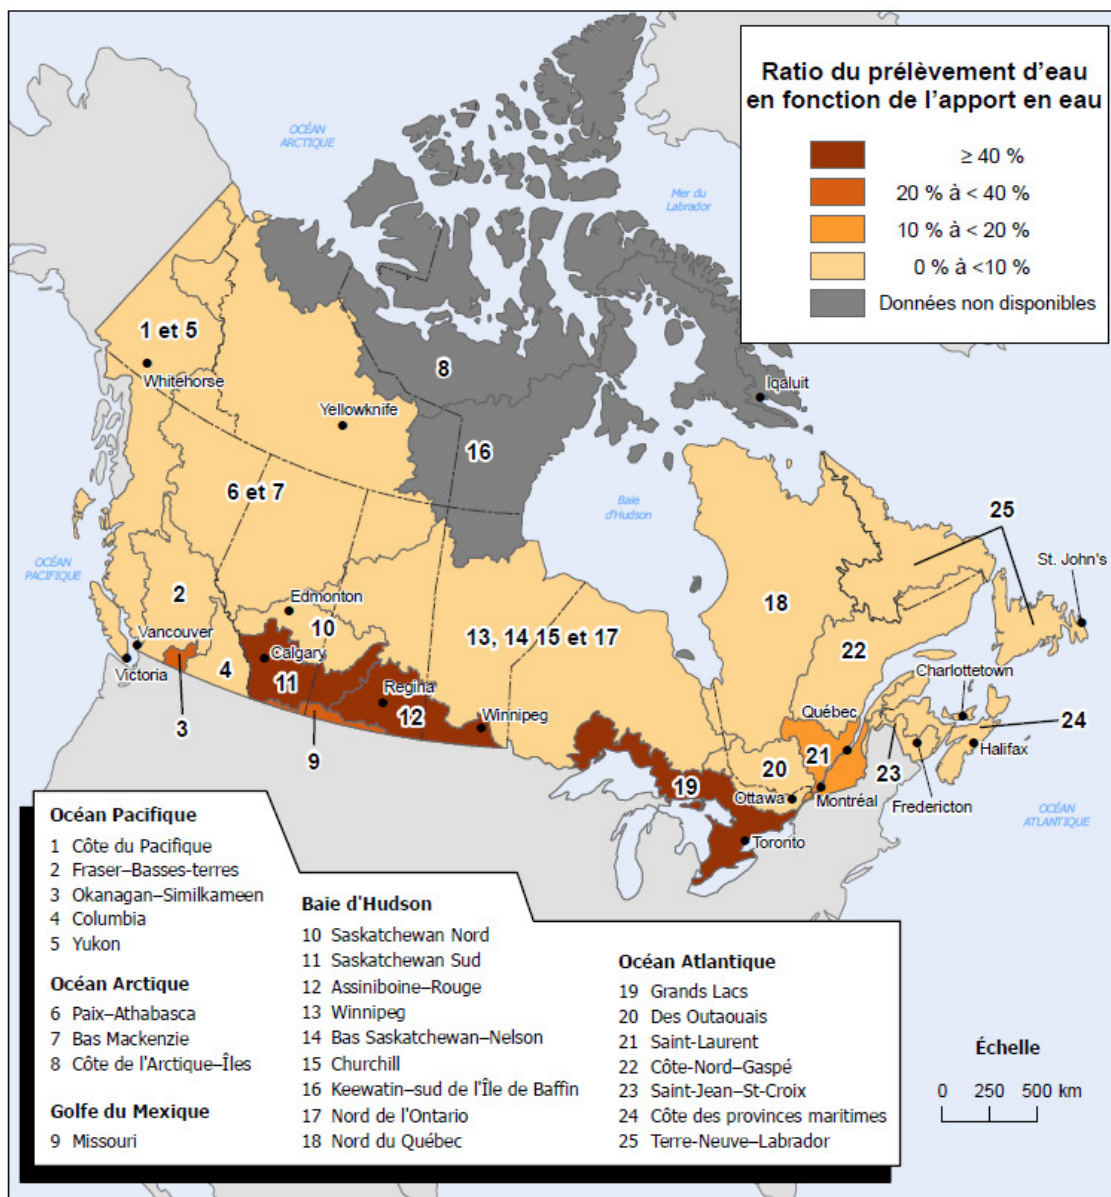 Ratio du prélèvement d'eau
en fonction de l'apport en eau
≥ 40 %
20 % à < 40 %
10 % à < 20 %
0 % à <10 %
Données non disponibles
OCÉAN
ARCTIQUE
Mer du
Labrador
1 et 5
Whitehorse
8
Iqaluit
Yellowknife
16
6 et 7
Baie
d'Hudson
25
OCÉAN
PACIFIQUE
St. John's
2
Edmonton
10
18
Vancouver
13, 14 15 et 17
22
Calgary
Victoria
4
11
Charlottetown
Regina
12
Winnipeg
Québec
24
3
9
21
Halifax
20
23
19
Ottawa
Montréal
Fredericton
OCÉAN
ATLANTIQUE
Toronto
Océan Pacifique
1 Côte du Pacifique
2 Fraser–Basses-terres
3 Okanagan–Similkameen
4 Columbia
5 Yukon
Océan Arctique
6 Paix–Athabasca
7 Bas Mackenzie
8 Côte de l'Arctique–Îles
Golfe du Mexique
9 Missouri
Baie d'Hudson
10 Saskatchewan Nord
11 Saskatchewan Sud
12 Assiniboine–Rouge
13 Winnipeg
14 Bas Saskatchewan–Nelson
15 Churchill
16 Keewatin–sud de l'Île de Baffin
17 Nord de l'Ontario
18 Nord du Québec
Océan Atlantique
19 Grands Lacs
20 Des Outaouais
21 Saint-Laurent
22 Côte-Nord–Gaspé
23 Saint-Jean–St-Croix
24 Côte des provinces maritimes
25 Terre-Neuve–Labrador
Échelle
0 250 500 km